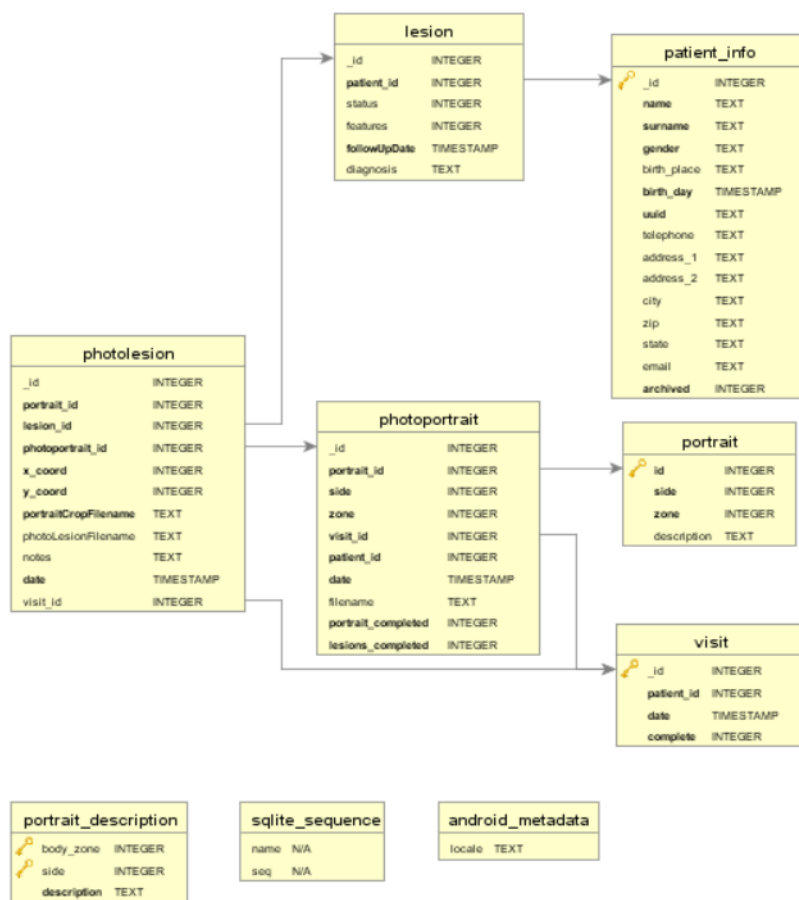 lesion
_id INTEGER
patient_id INTEGER
status INTEGER
features INTEGER
followUpDate TIMESTAMP
diagnosis TEXT
patient_info
_id INTEGER
name TEXT
surname TEXT
gender TEXT
birth_place TEXT
birth_day TIMESTAMP
uuid TEXT
telephone TEXT
address_1 TEXT
address_2 TEXT
city TEXT
zip TEXT
state TEXT
email TEXT
archived INTEGER
photolesion
_id INTEGER
portrait_id INTEGER
lesion_id INTEGER
photoportrait_id INTEGER
x_coord INTEGER
y_coord INTEGER
portraitCropFilename TEXT
photoLesionFilename TEXT
notes TEXT
date TIMESTAMP
visit_id INTEGER
photoportrait
_id INTEGER
portrait_id INTEGER
side INTEGER
zone INTEGER
visit_id INTEGER
patient_id INTEGER
date TIMESTAMP
filename TEXT
portrait_completed INTEGER
lesions_completed INTEGER
portrait
id INTEGER
side INTEGER
zone INTEGER
description TEXT
visit
_id INTEGER
patient_id INTEGER
date TIMESTAMP
complete INTEGER
portrait_description
body_zone INTEGER
side INTEGER
description TEXT
sqlite_sequence
name N/A
seq N/A
android_metadata
locale TEXT